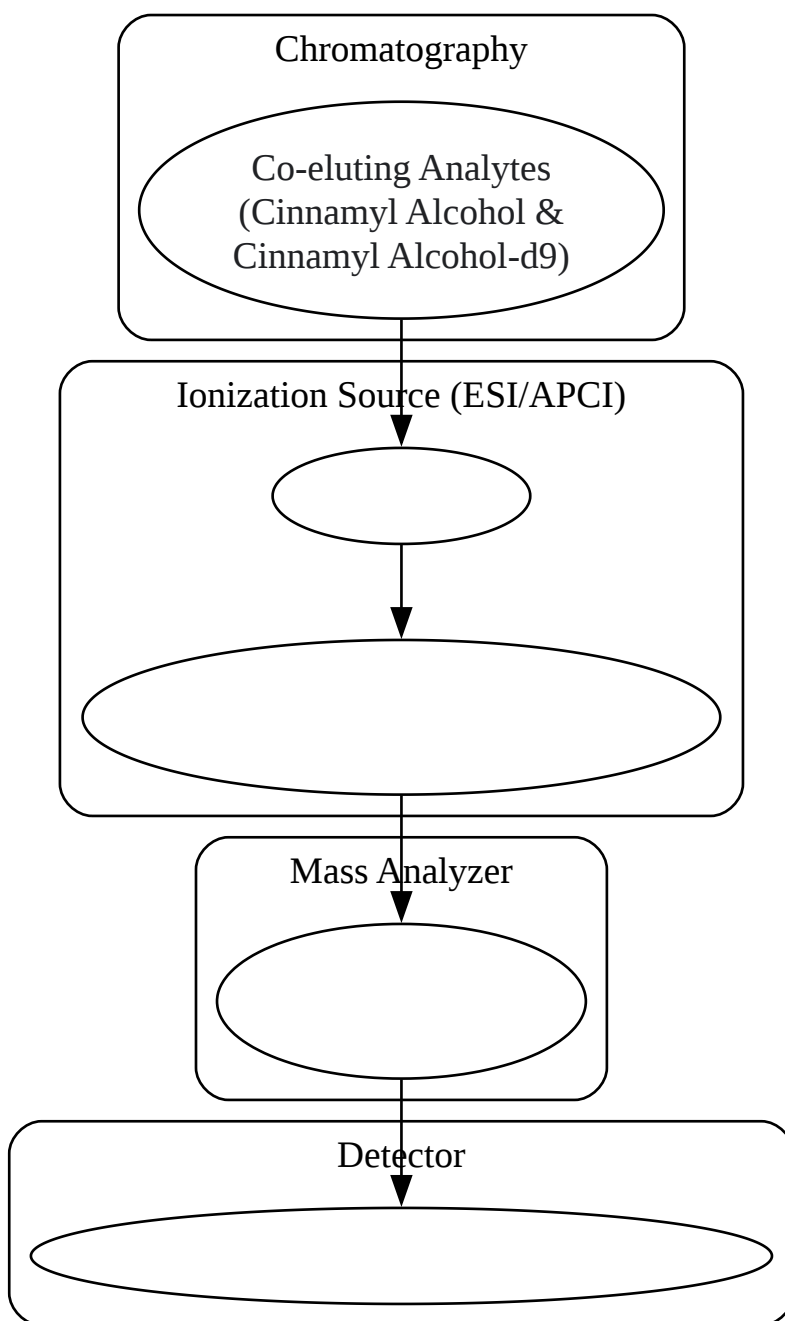 Chromatography
Co-eluting Analytes
(Cinnamyl Alcohol &
Cinnamyl Alcohol-d9)
Ionization Source (ESI/APCI)
Mass Analyzer
Detector